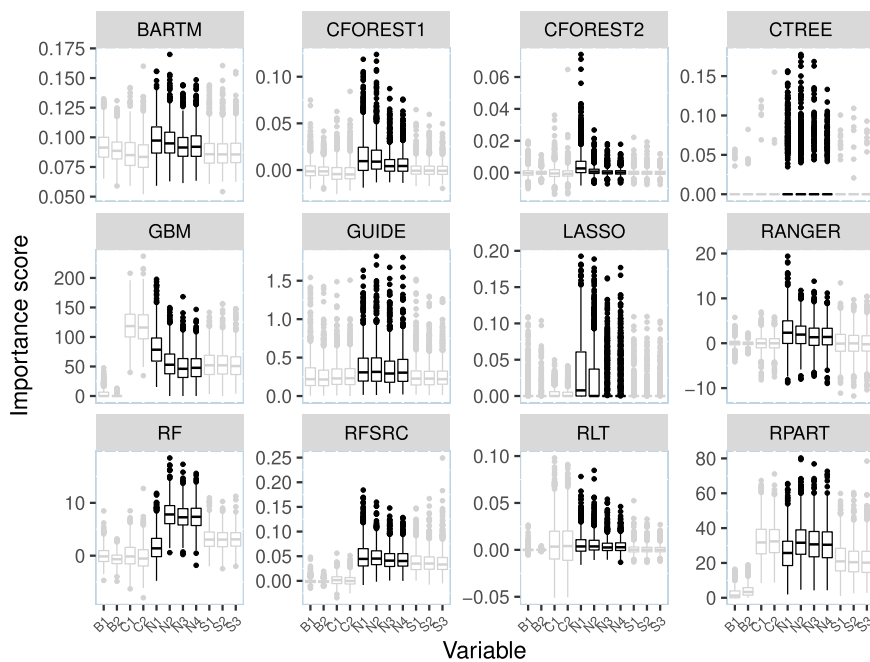 BARTM CFOREST1 CFOREST2 CTREE
0.175 0.150 0.125 0.100 0.075 0.050
0.10 0.05 0.00
0.06 0.04 0.02 0.00
0.15 0.10 0.05 0.00
GBM GUIDE LASSO RANGER
200 150 100 50 0
1.5 1.0 0.5 0.0
0.20 0.15 0.10 0.05 0.00
20 10 0 −10
RF RFSRC RLT RPART
10 0
0.25 0.20 0.15 0.10 0.05 0.00
0.10 0.05 0.00 −0.05
80 60 40 20 0
B1 B2 C1 C2 N1 N2 N3 N4 S1 S2 S3
B1 B2 C1 C2 N1 N2 N3 N4 S1 S2 S3
B1 B2 C1 C2 N1 N2 N3 N4 S1 S2 S3
B1 B2 C1 C2 N1 N2 N3 N4 S1 S2 S3
Importance score
Variable